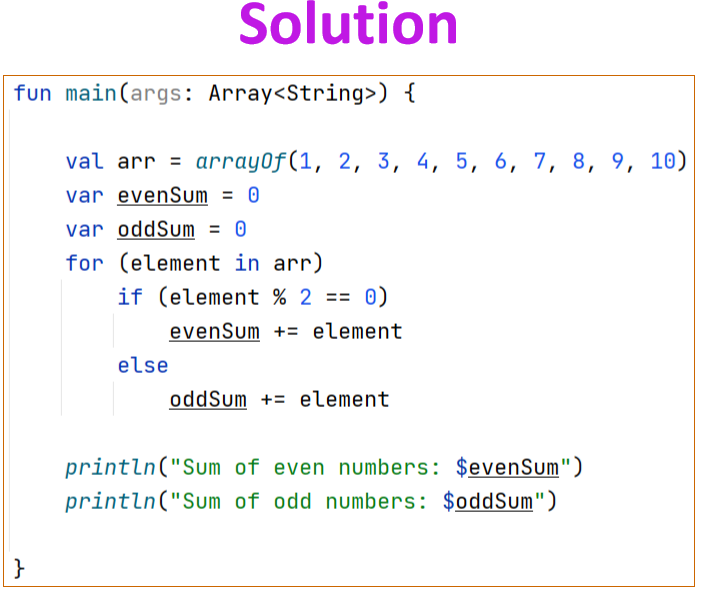 Solution
fun main(args: Array<String>) {
val arr = arrayOf(1, 2, 3, 4, 5, 6, 7, 8, 9, 10)
var evenSum = 0
var oddSum = 0
for (element in arr)
if (element % 2 == 0)
evenSum += element
else
oddSum += element
println("Sum of even numbers: $evenSum")
println("Sum of odd numbers: $oddSum")
}